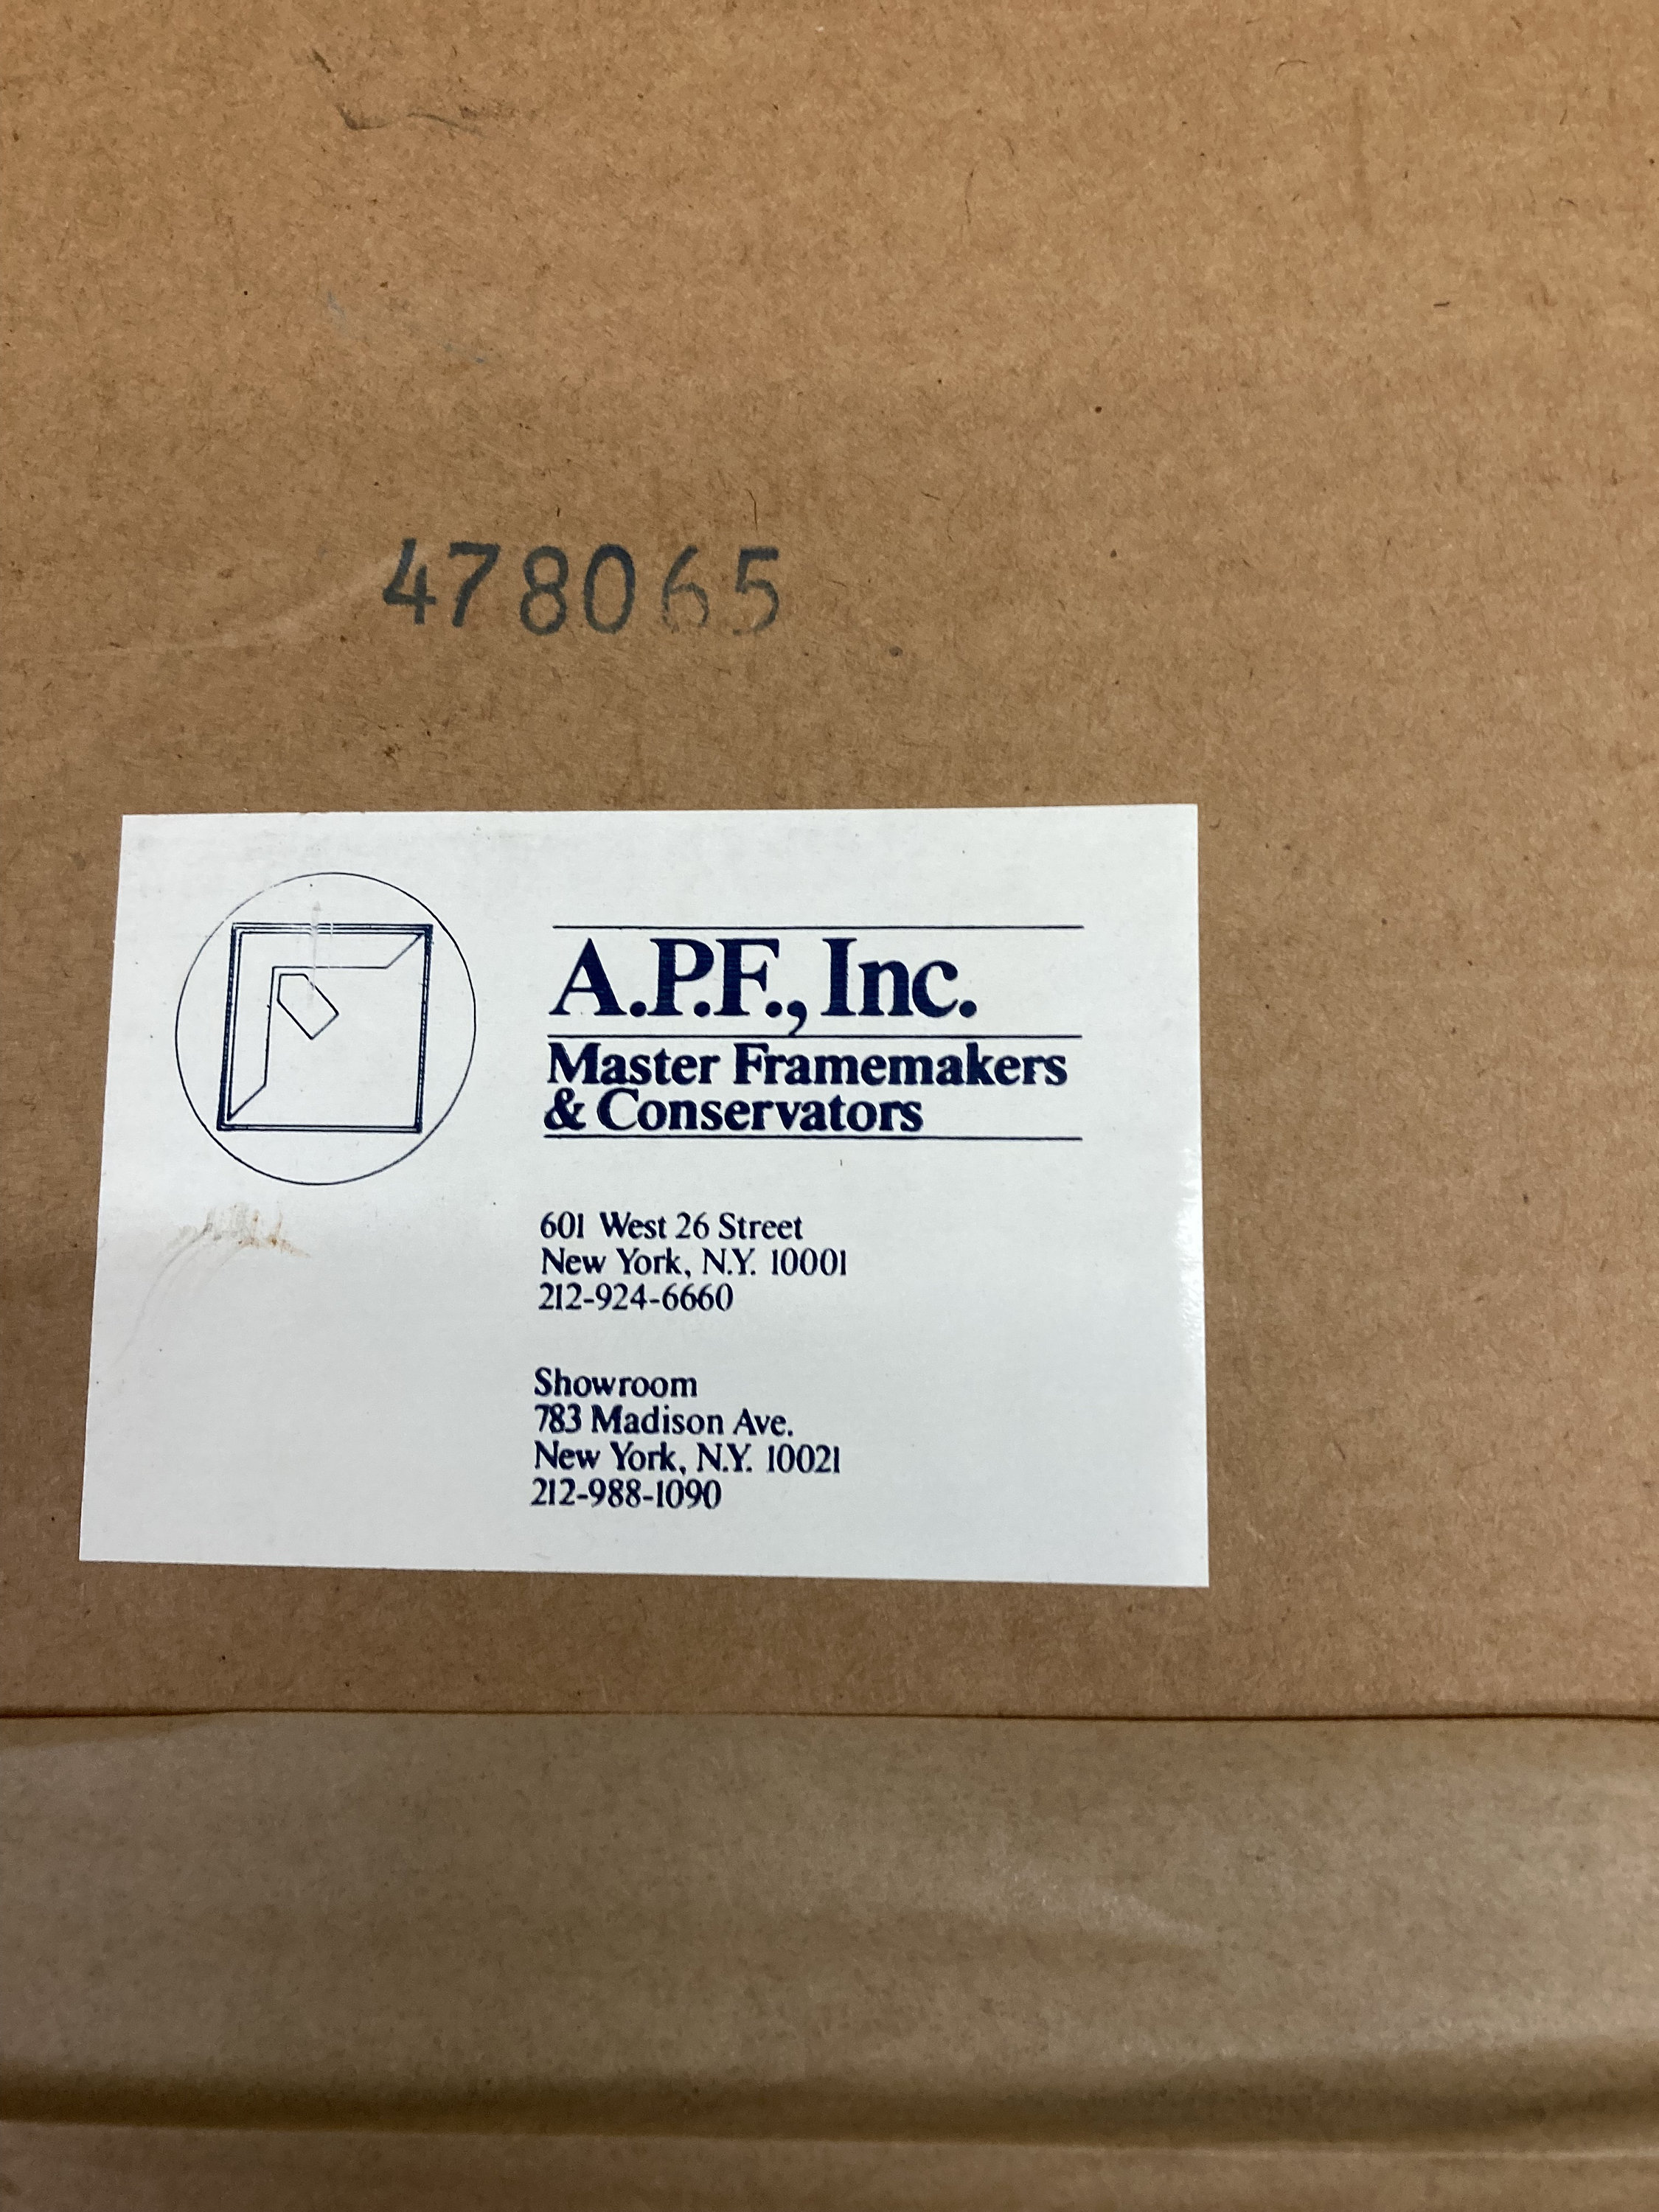 478065
A.P.F., Inc.
Master Framemakers
& Conservators
601 West 26 Street
New York, N.Y. 10001
212-924-6660
Showroom
783 Madison Ave.
New York, N.Y. 10021
212-988-1090